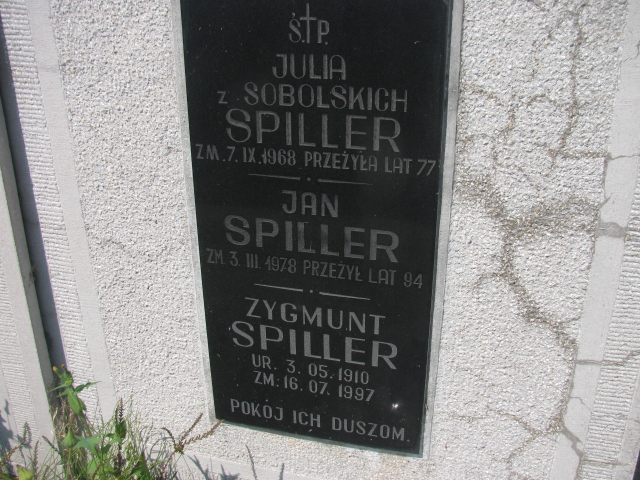 Ś.†P.
JULIA
z SOBOLSKICH
SPILLER
ZM. 7. IX. 1968 PRZEŻYŁA LAT 77
JAN
SPILLER
ZM. 3. III. 1978 PRZEŻYŁ LAT 94
ZYGMUNT
SPILLER
UR. 3. 05. 1910
ZM: 16. 07. 1997
POKÓJ ICH DUSZOM.